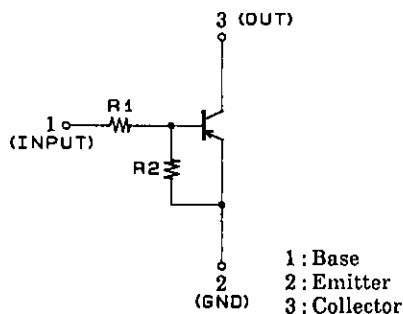 3 (OUT)
R1
1
(INPUT)
R2
2
(GND)
1 : Base
2 : Emitter
3 : Collector